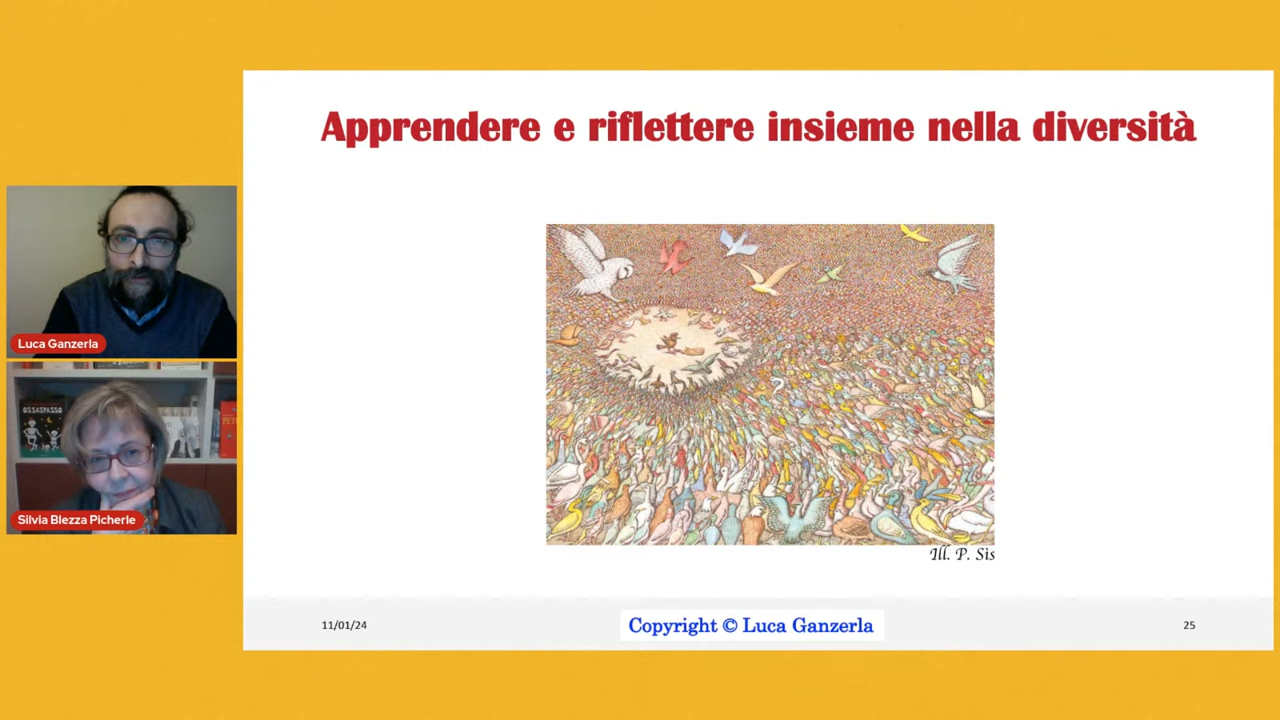 Apprendere e riflettere insieme nella diversità
Luca Ganzerla
OSSASPASSO
Silvia Blezza Picherle
Ill. P. Sìs
11/01/24
Copyright © Luca Ganzerla
25